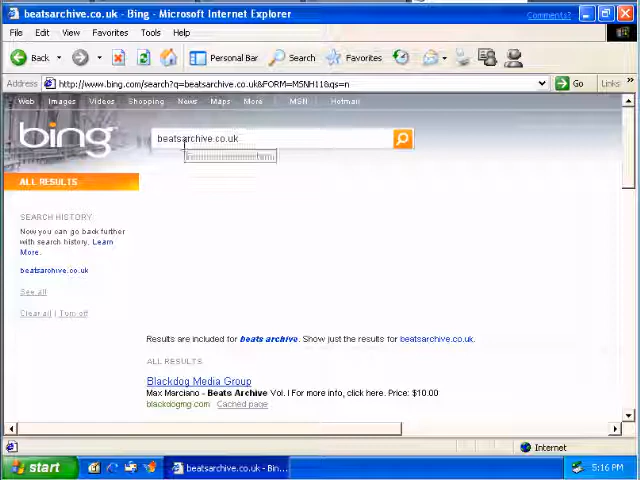 beatsarchive.co.uk - Bing - Microsoft Internet Explorer
Comments?
File Edit View Favorites Tools Help
Back Personal Bar Search Favorites
Address http://www.bing.com/search?q=beatsarchive.co.uk&FORM=MSNH11&qs=n Go Links »
Web Images Videos Shopping News Maps More MSN Hotmail
bing
beatsarchive.co.uk
ALL RESULTS
SEARCH HISTORY
Now you can go back further
with search history. Learn
More.
beatsarchive.co.uk
See all
Clear all | Turn off
Results are included for beats archive. Show just the results for beatsarchive.co.uk.
ALL RESULTS
Blackdog Media Group
Max Marciano - Beats Archive Vol. I For more info, click here. Price: $10.00
blackdogmg.com Cached page
Internet
start
beatsarchive.co.uk - Bin...
5:16 PM